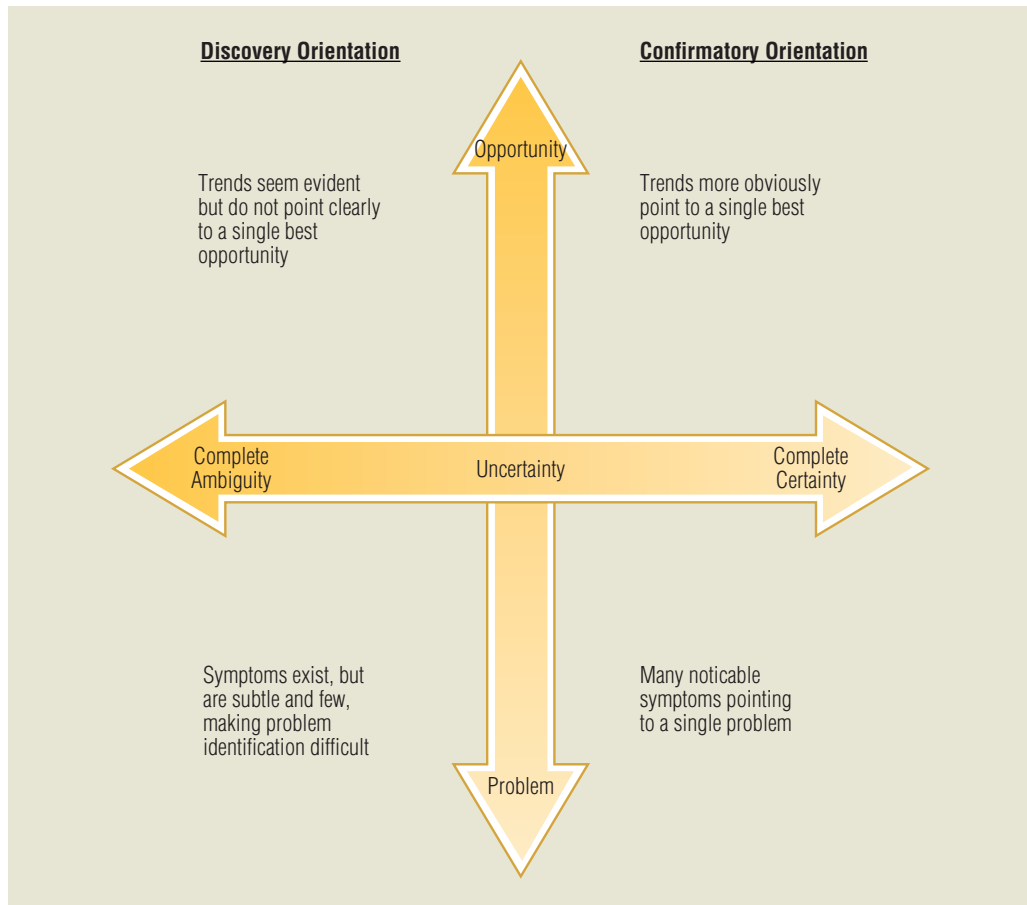 Discovery Orientation
Confirmatory Orientation
Opportunity
Trends seem evident
but do not point clearly
to a single best
opportunity
Trends more obviously
point to a single best
opportunity
Complete
Ambiguity
Uncertainty
Complete
Certainty
Symptoms exist, but
are subtle and few,
making problem
identification difficult
Many noticable
symptoms pointing
to a single problem
Problem